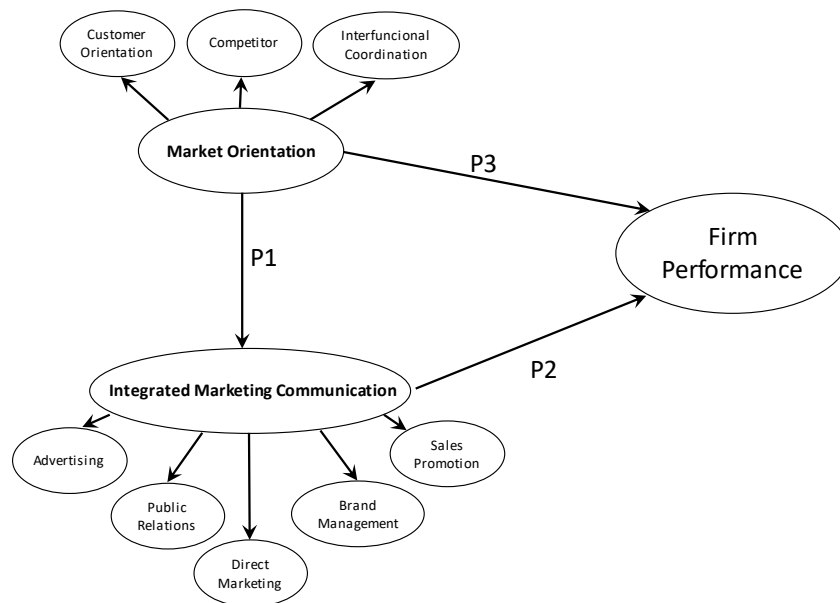 Customer
Orientation
Competitor
Interfuncional
Coordination
Market Orientation
P3
Firm
Performance
P1
Integrated Marketing Communication
P2
Advertising
Public
Relations
Direct
Marketing
Brand
Management
Sales
Promotion